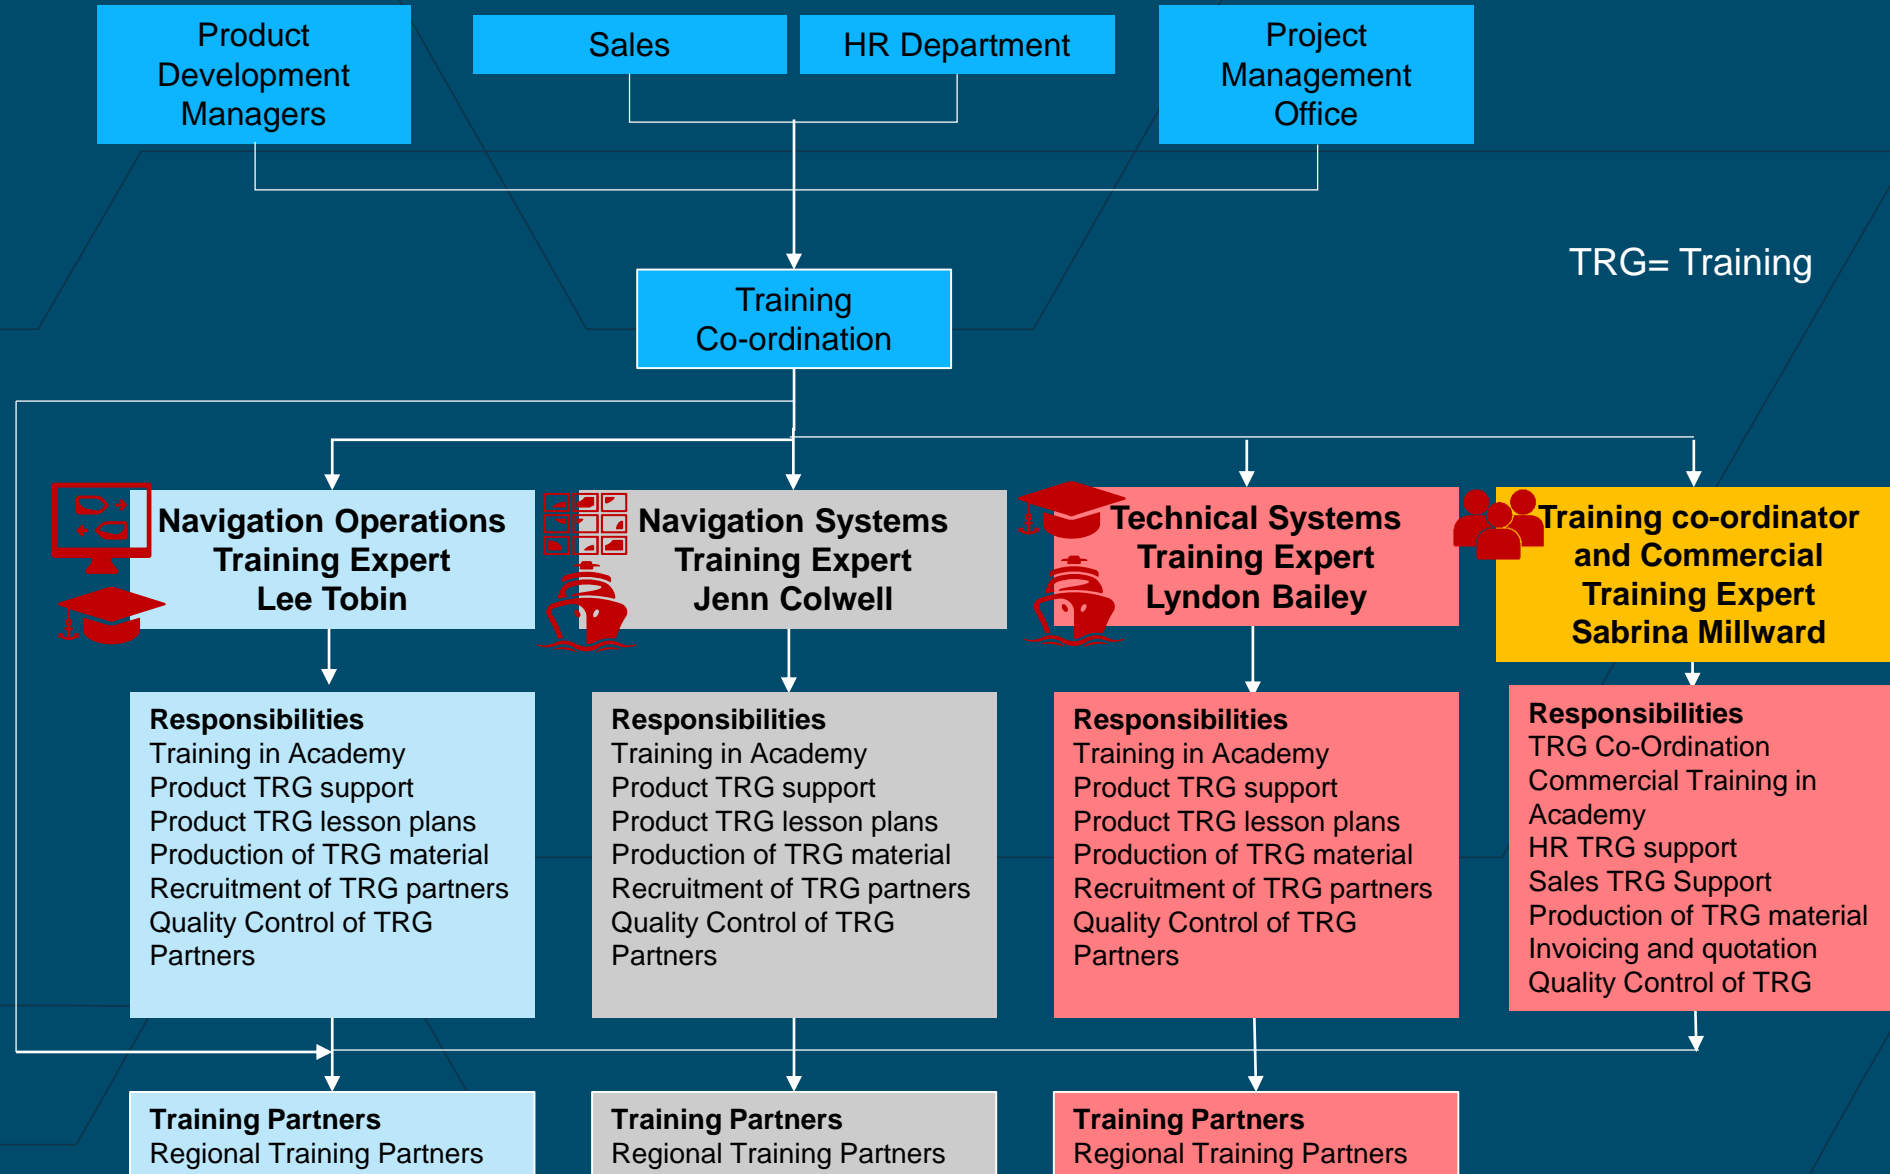 Product
Development
Managers
Sales
HR Department
Project
Management
Office
TRG= Training
Training
Co-ordination
Navigation Operations
Training Expert
Lee Tobin
Navigation Systems
Training Expert
Jenn Colwell
Technical Systems
Training Expert
Lyndon Bailey
Training co-ordinator
and Commercial
Training Expert
Sabrina Millward
Responsibilities
Training in Academy
Product TRG support
Product TRG lesson plans
Production of TRG material
Recruitment of TRG partners
Quality Control of TRG
Partners
Responsibilities
Training in Academy
Product TRG support
Product TRG lesson plans
Production of TRG material
Recruitment of TRG partners
Quality Control of TRG
Partners
Responsibilities
Training in Academy
Product TRG support
Product TRG lesson plans
Production of TRG material
Recruitment of TRG partners
Quality Control of TRG
Partners
Responsibilities
TRG Co-Ordination
Commercial Training in
Academy
HR TRG support
Sales TRG Support
Production of TRG material
Invoicing and quotation
Quality Control of TRG
Training Partners
Regional Training Partners
Training Partners
Regional Training Partners
Training Partners
Regional Training Partners